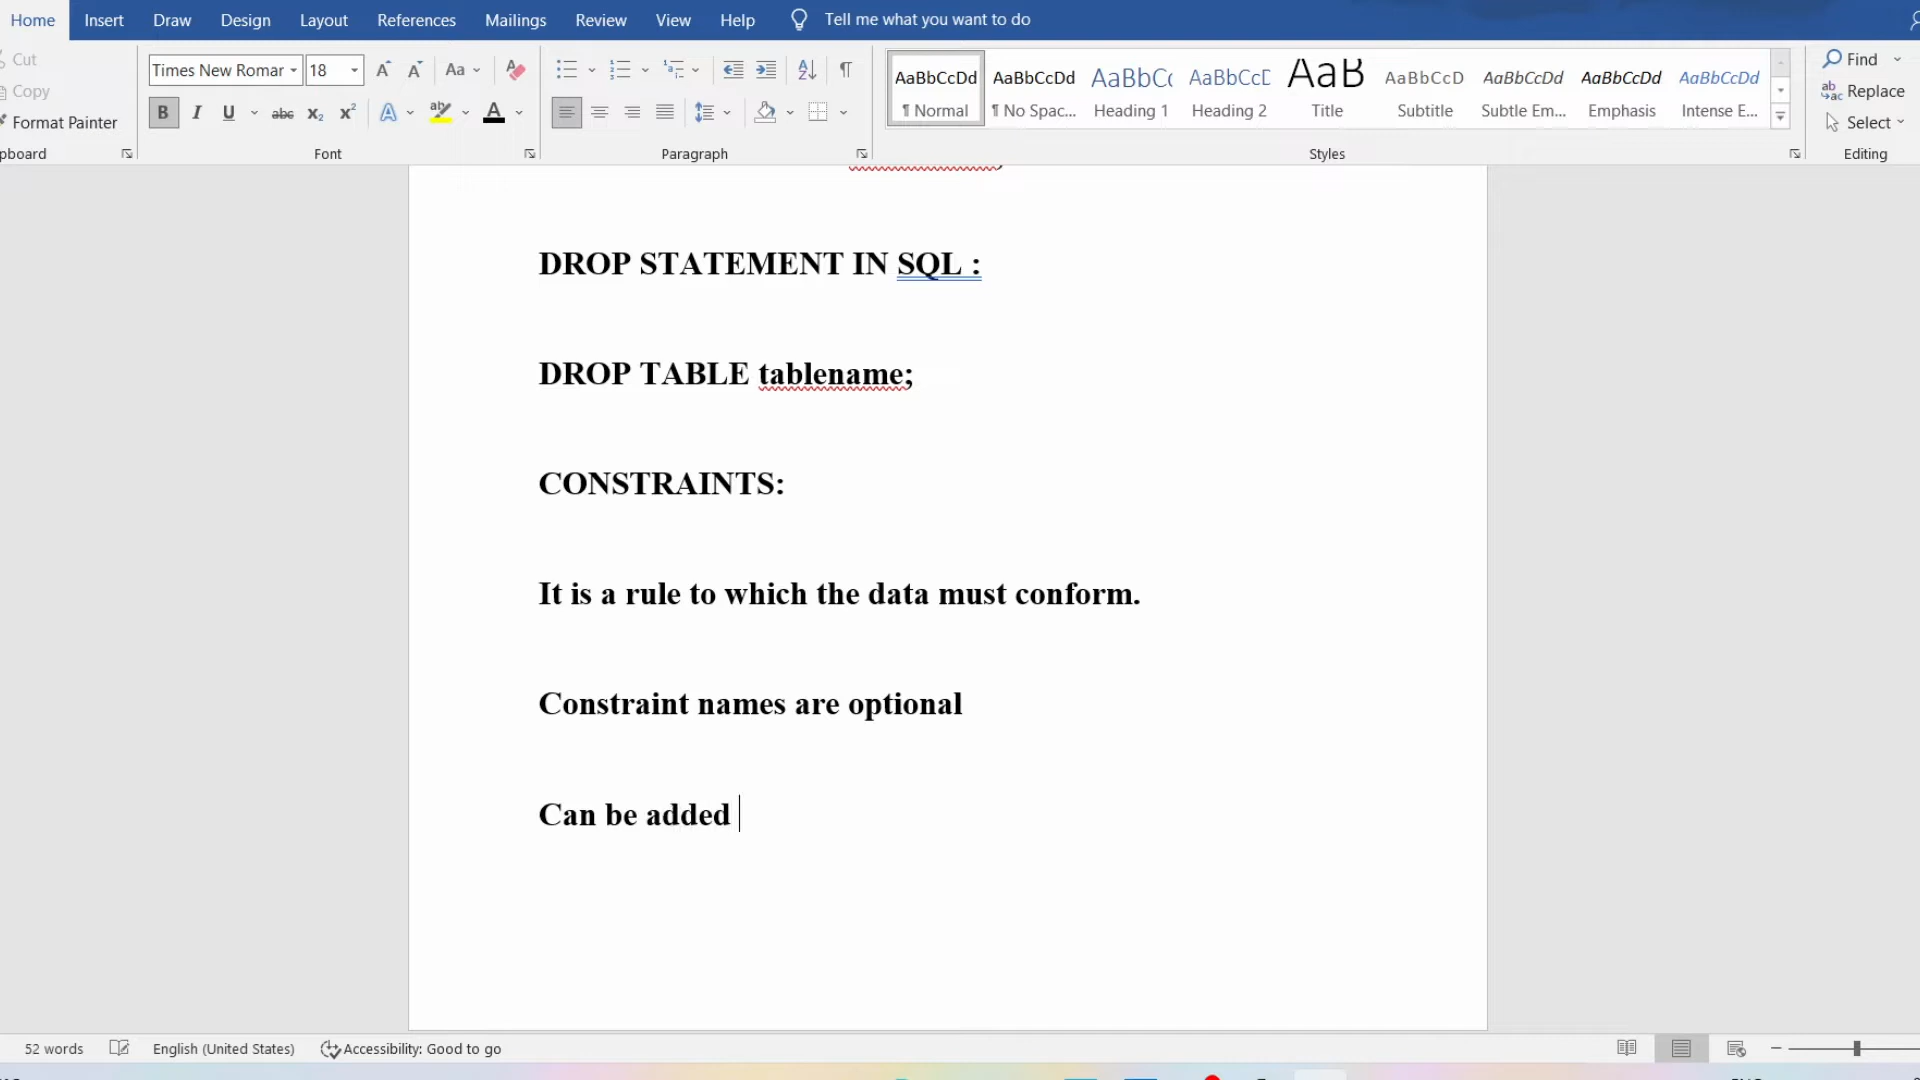 Home Insert Draw Design Layout References Mailings Review View Help Tell me what you want to do
Cut
Copy
Format Painter
Times New Romar 18
Aa
AaBbCcDd AaBbCcDd AaBbCc AaBbCcD AaB AaBbCcD AaBbCcDd AaBbCcDd AaBbCcDd
¶ Normal ¶ No Spac... Heading 1 Heading 2 Title Subtitle Subtle Em... Emphasis Intense E...
Find
Replace
Select
pboard Font Paragraph Styles Editing
DROP STATEMENT IN SQL :
DROP TABLE tablename;
CONSTRAINTS:
It is a rule to which the data must conform.
Constraint names are optional
Can be added
52 words English (United States) Accessibility: Good to go